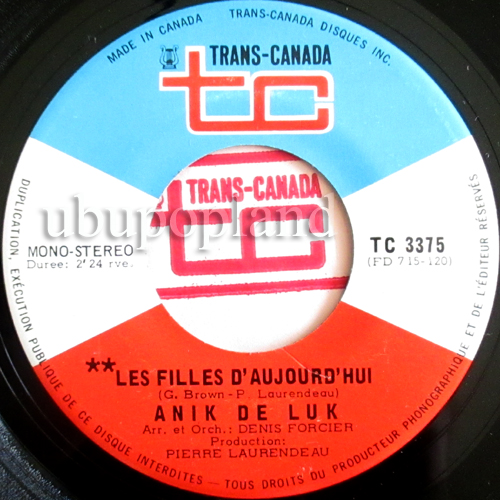 MADE IN CANADA TRANS-CANADA DISQUES INC.
TRANS-CANADA
tc
TRANS-CANADA
tc
ubupopland
MONO-STEREO
Durée: 2'24 rve.
TC 3375
(FD 715-120)
**LES FILLES D'AUJOURD'HUI
(G. Brown - P. Laurendeau)
ANIK DE LUK
Arr. et Orch.: DENIS FORCIER
Production:
PIERRE LAURENDEAU
DUPLICATION, EXÉCUTION PUBLIQUE DE CE DISQUE INTERDITES — TOUS DROITS DU PRODUCTEUR PHONOGRAPHIQUE ET DE L'ÉDITEUR RÉSERVÉS